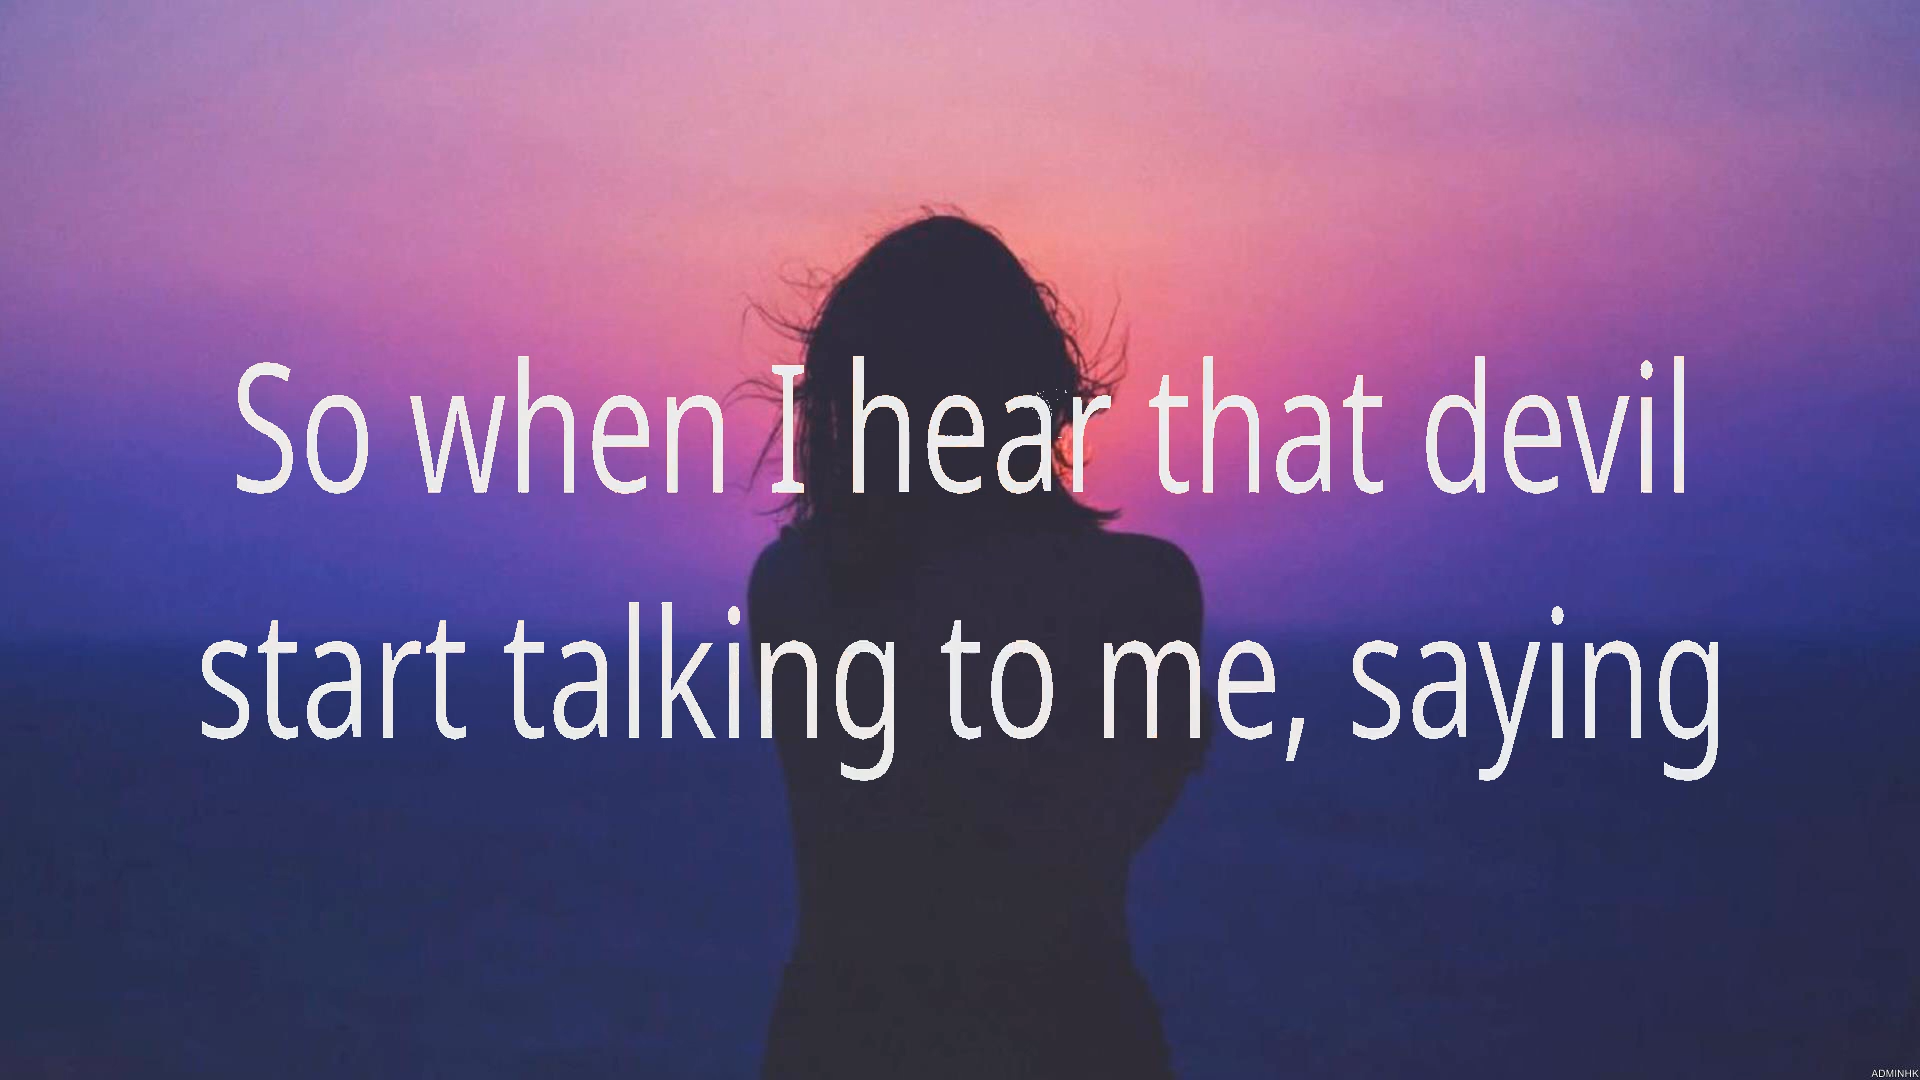 So when I hear that devil
start talking to me, saying
ADMINHK